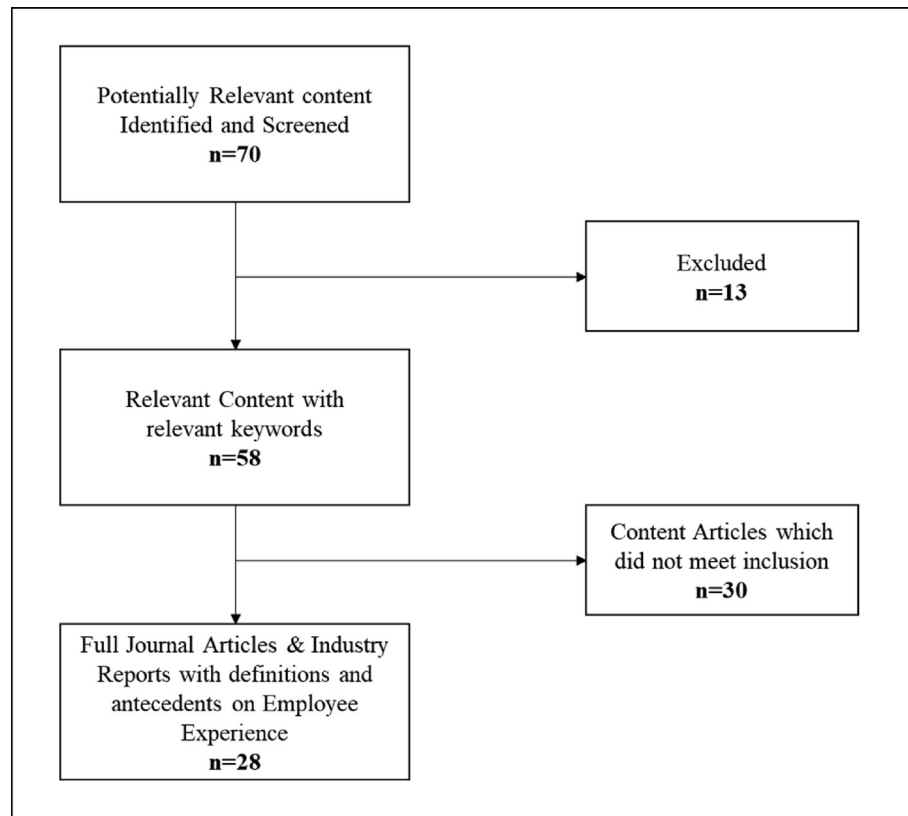 Potentially Relevant content
Identified and Screened
n=70
Excluded
n=13
Relevant Content with
relevant keywords
n=58
Content Articles which
did not meet inclusion
n=30
Full Journal Articles & Industry
Reports with definitions and
antecedents on Employee
Experience
n=28